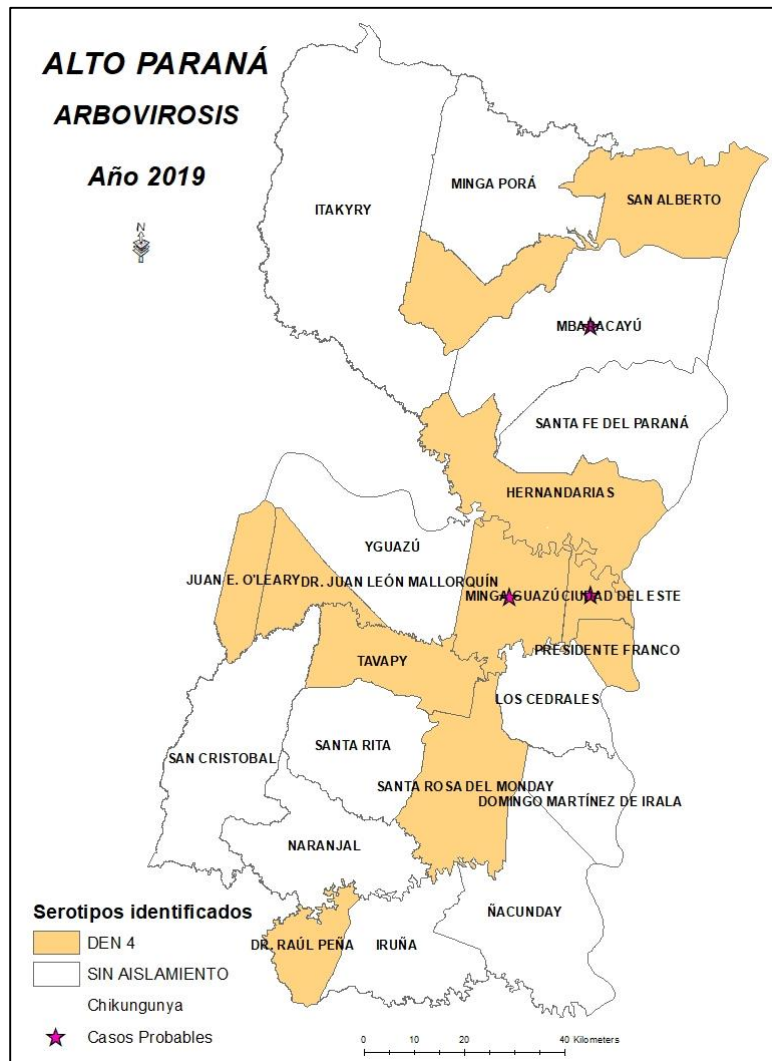 ALTO PARANÁ
ARBOVIROSIS
Año 2019
N
ITAKYRY
MINGA PORÁ
SAN ALBERTO
MBARACAYÚ
SANTA FE DEL PARANÁ
HERNANDARIAS
YGUAZÚ
JUAN E. O'LEARY
DR. JUAN LEÓN MALLORQUÍN
MINGA GUAZÚ
CIUDAD DEL ESTE
PRESIDENTE FRANCO
TAVAPY
LOS CEDRALES
SAN CRISTOBAL
SANTA RITA
SANTA ROSA DEL MONDAY
DOMINGO MARTÍNEZ DE IRALA
NARANJAL
ÑACUNDAY
DR. RAÚL PEÑA
IRUÑA
Serotipos identificados
DEN 4
SIN AISLAMIENTO
Chikungunya
Casos Probables
0 10 20 40 Kilometers